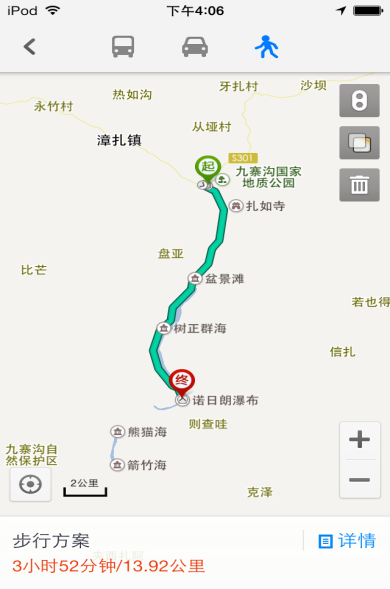 iPod
下午4:06
热如沟
牙扎村
沙坝
永竹村
从垭村
漳扎镇
S301
起
九寨沟国家
地质公园
扎如寺
盘亚
比芒
盆景滩
若也得
树正群海
信扎
终
诺日朗瀑布
则查哇
熊猫海
九寨沟自
然保护区
箭竹海
2公里
克泽
步行方案
详情
3小时52分钟/13.92公里